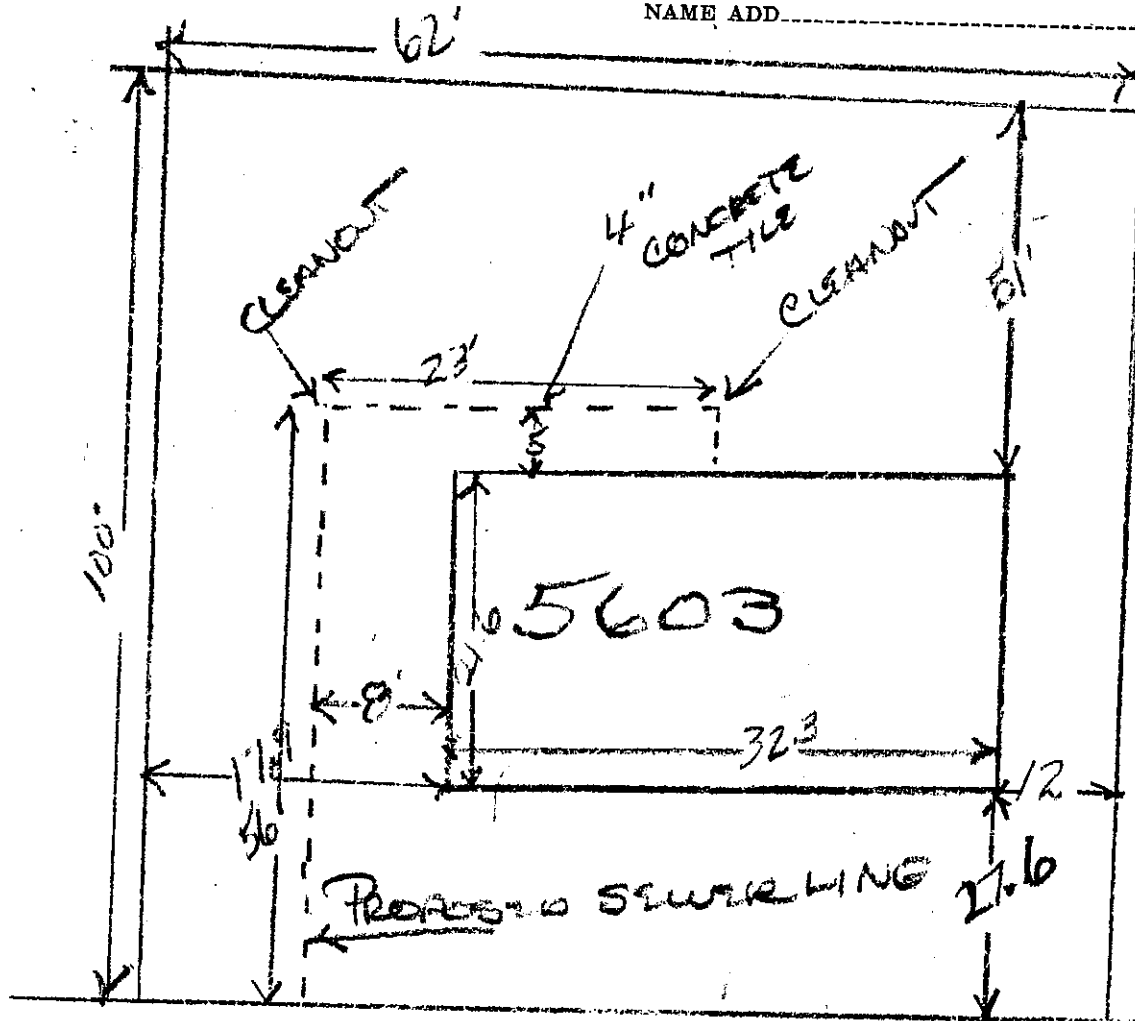 NAME ADD
62'
CLEANOUT
4"
CONCRETE
TILE
CLEANOUT
51'
23'
5'
100'
5603
8'
32 3
12
56
27.6
PROPOSED SEWER LINE